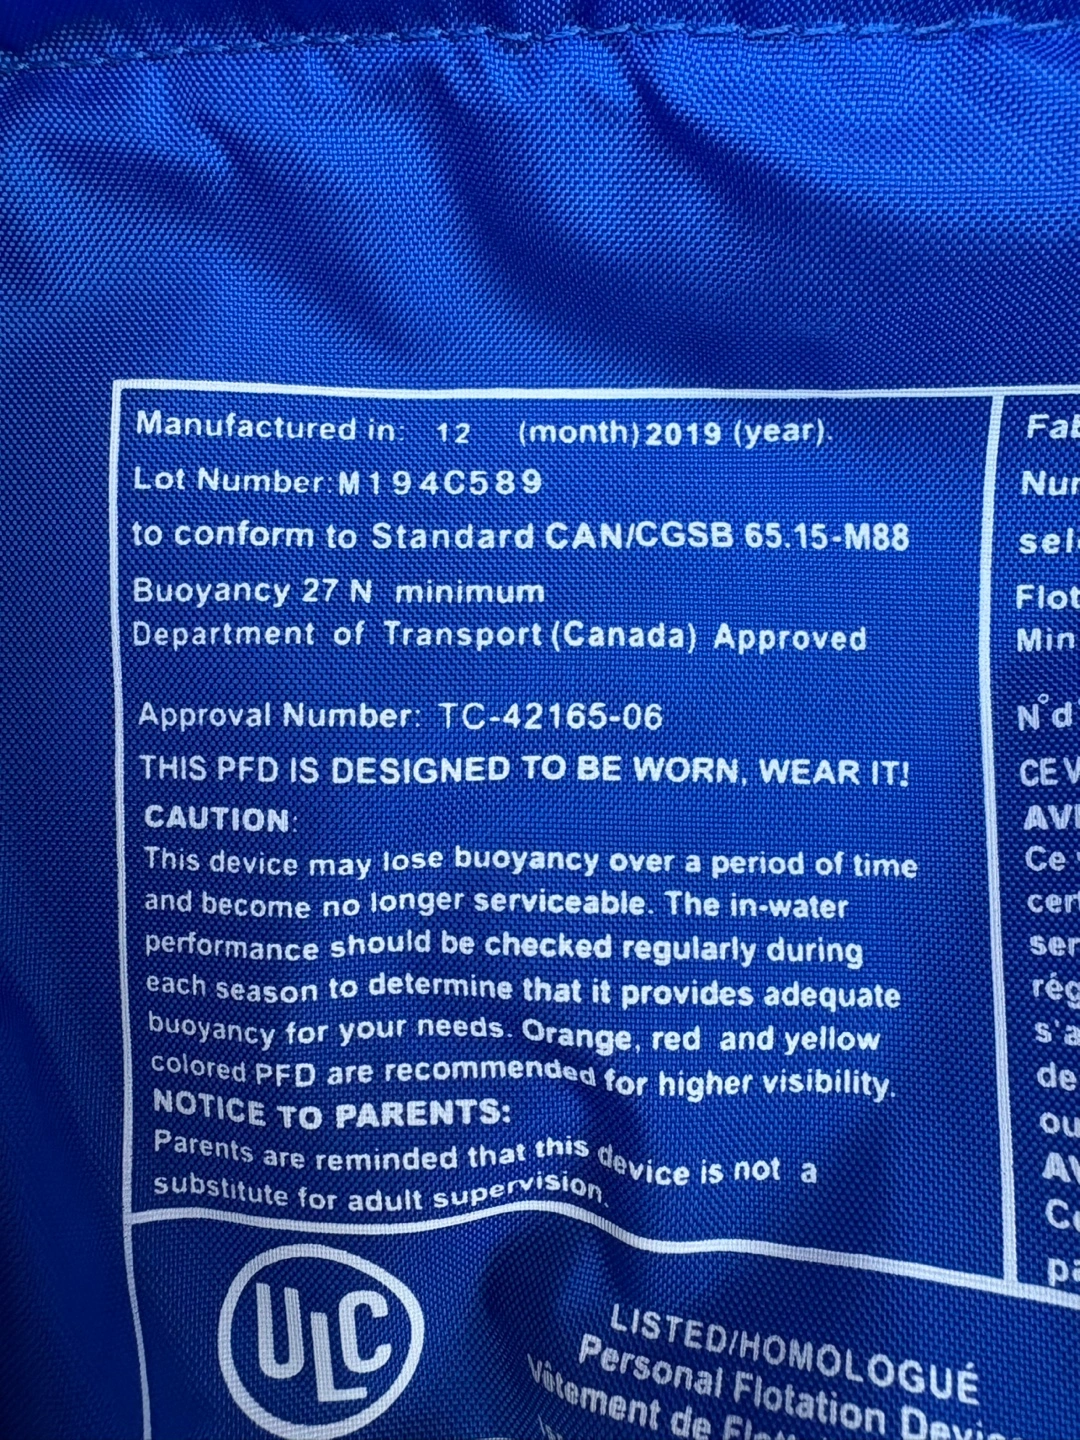 Manufactured in: 12 (month) 2019 (year).
Lot Number: M194C589
to conform to Standard CAN/CGSB 65.15-M88
Buoyancy 27 N minimum
Department of Transport (Canada) Approved
Approval Number: TC-42165-06
THIS PFD IS DESIGNED TO BE WORN, WEAR IT!
CAUTION:
This device may lose buoyancy over a period of time
and become no longer serviceable. The in-water
performance should be checked regularly during
each season to determine that it provides adequate
buoyancy for your needs. Orange, red and yellow
colored PFD are recommended for higher visibility.
NOTICE TO PARENTS:
Parents are reminded that this device is not a
substitute for adult supervision.
Min
N°d
CE V
Ce
ULC
LISTED/HOMOLOGUÉ
Personal Flotation
Vêtement de